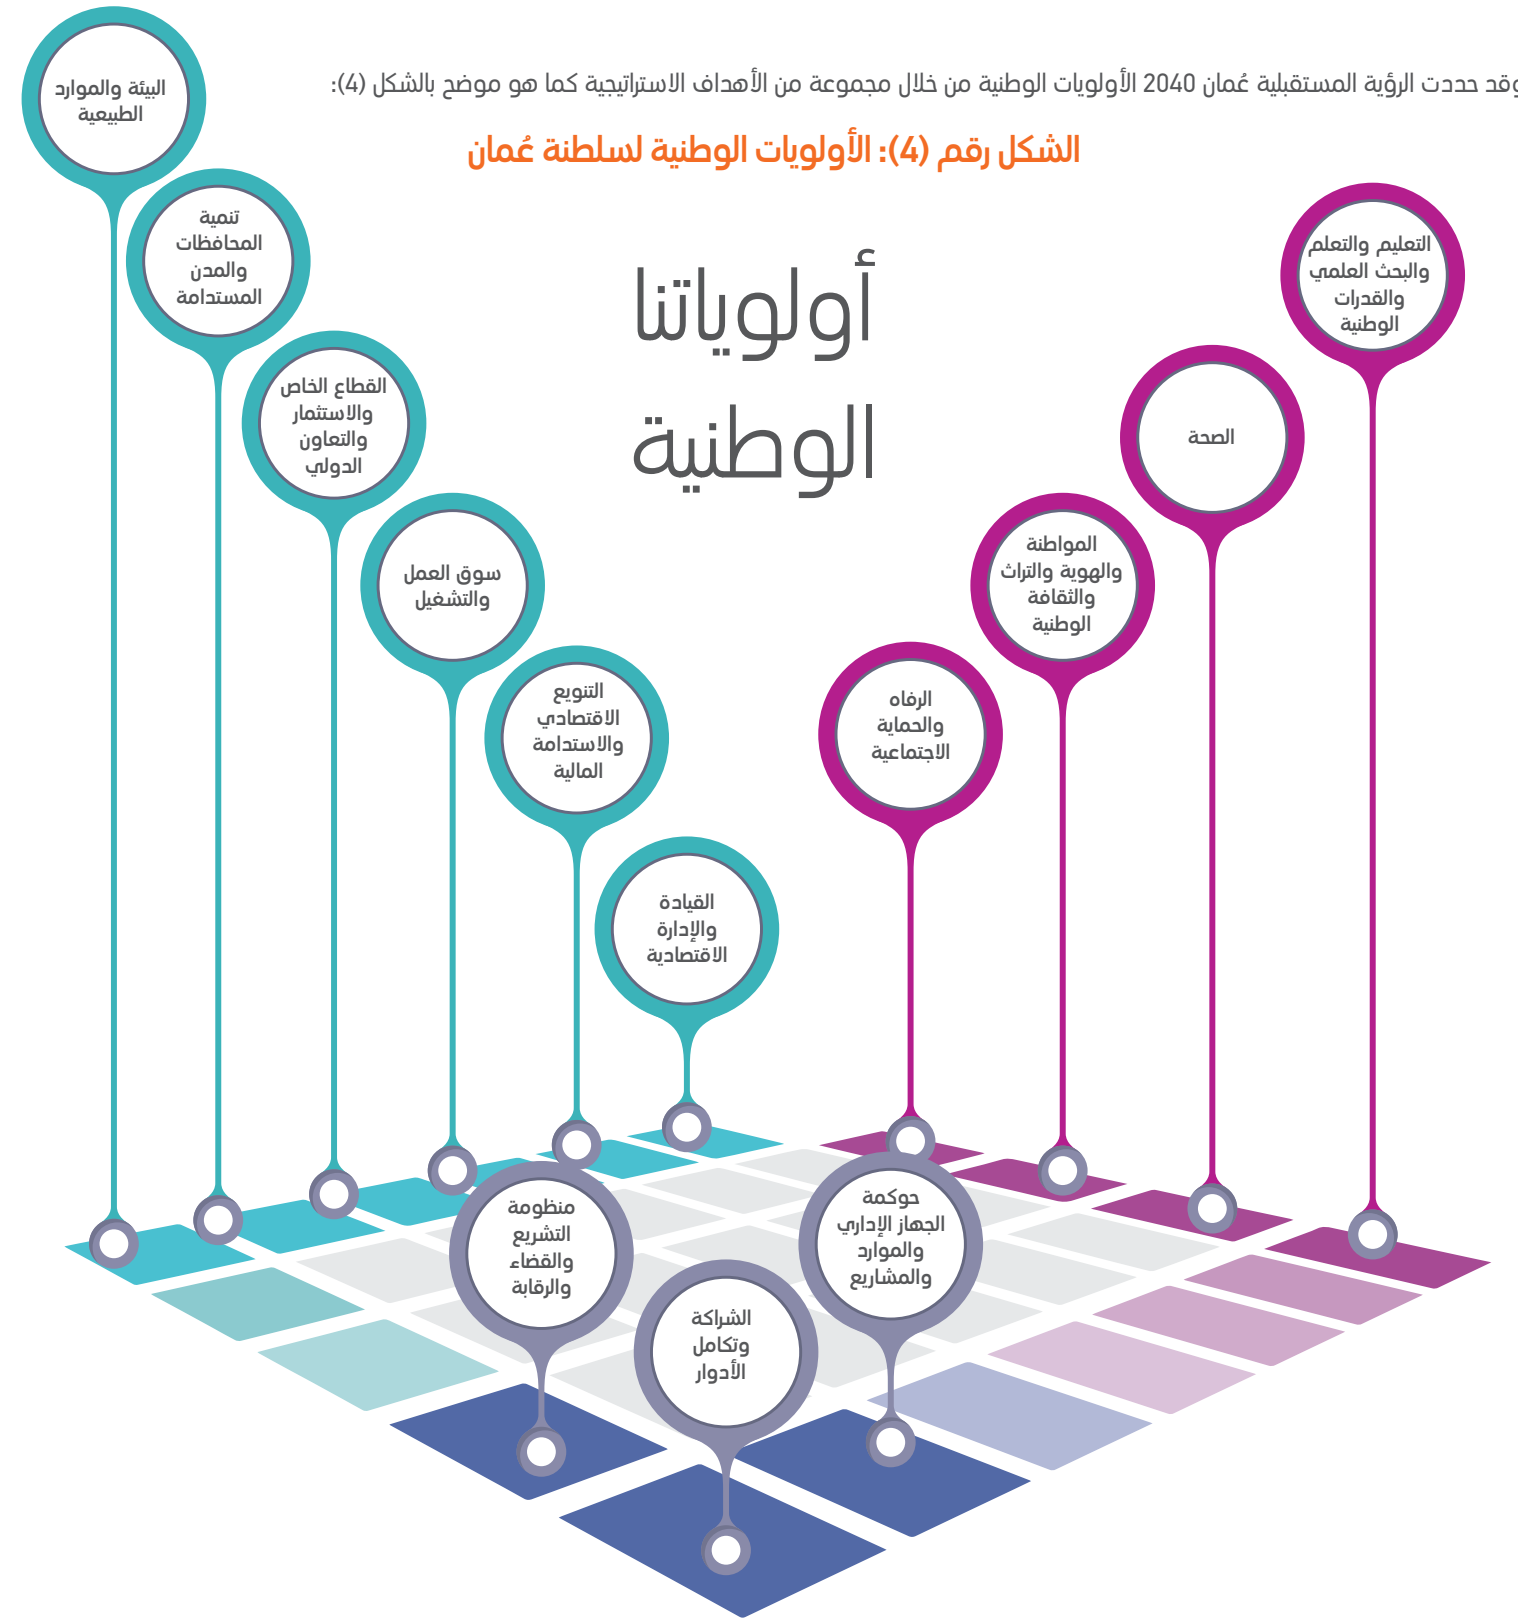 وقد حددت الرؤية المستقبلية عُمان 2040 الأولويات الوطنية من خلال مجموعة من الأهداف الاستراتيجية كما هو موضح بالشكل (4):
الشكل رقم (4): الأولويات الوطنية لسلطنة عُمان
أولوياتنا
الوطنية
التعليم والتعلم
والبحث العلمي
والقدرات
الوطنية
الصحة
المواطنة
والهوية والتراث
والثقافة
الوطنية
الرفاه
والحماية
الاجتماعية
القيادة
والإدارة
الاقتصادية
التنويع
الاقتصادي
والاستدامة
المالية
سوق العمل
والتشغيل
القطاع الخاص
والاستثمار
والتعاون
الدولي
تنمية
المحافظات
والمدن
المستدامة
البيئة والموارد
الطبيعية
حوكمة
الجهاز الإداري
والموارد
والمشاريع
الشراكة
وتكامل
الأدوار
منظومة
التشريع
والقضاء
والرقابة